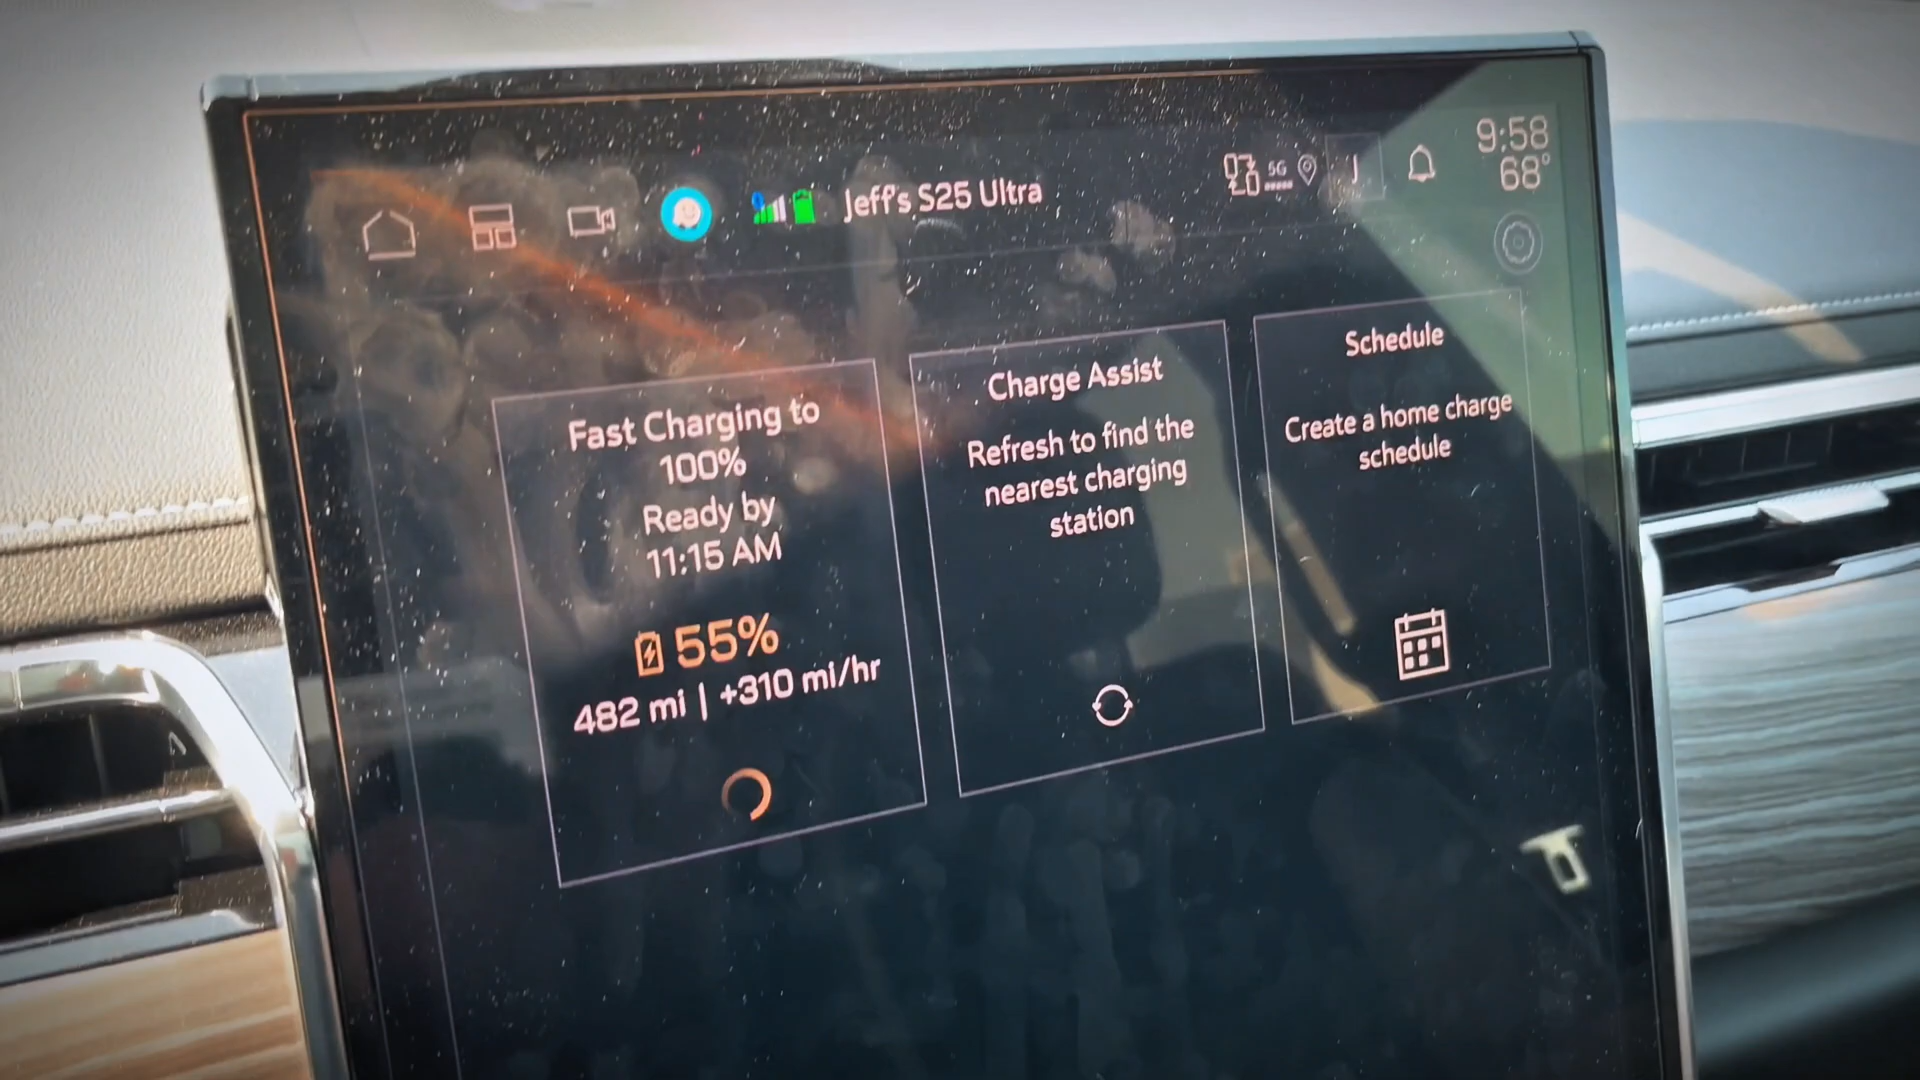 Jeff's S25 Ultra
5G
J
9:58
68°
Fast Charging to
100%
Ready by
11:15 AM
55%
482 mi | +310 mi/hr
Charge Assist
Refresh to find the
nearest charging
station
Schedule
Create a home charge
schedule